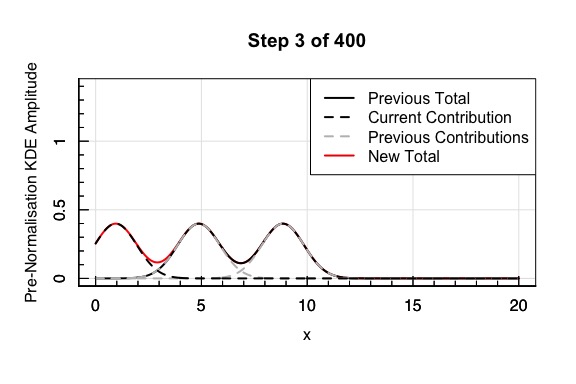 Step 3 of 400
Previous Total
Current Contribution
Previous Contributions
New Total
Pre-Normalisation KDE Amplitude
1
0.5
0
0 5 10 15 20
x